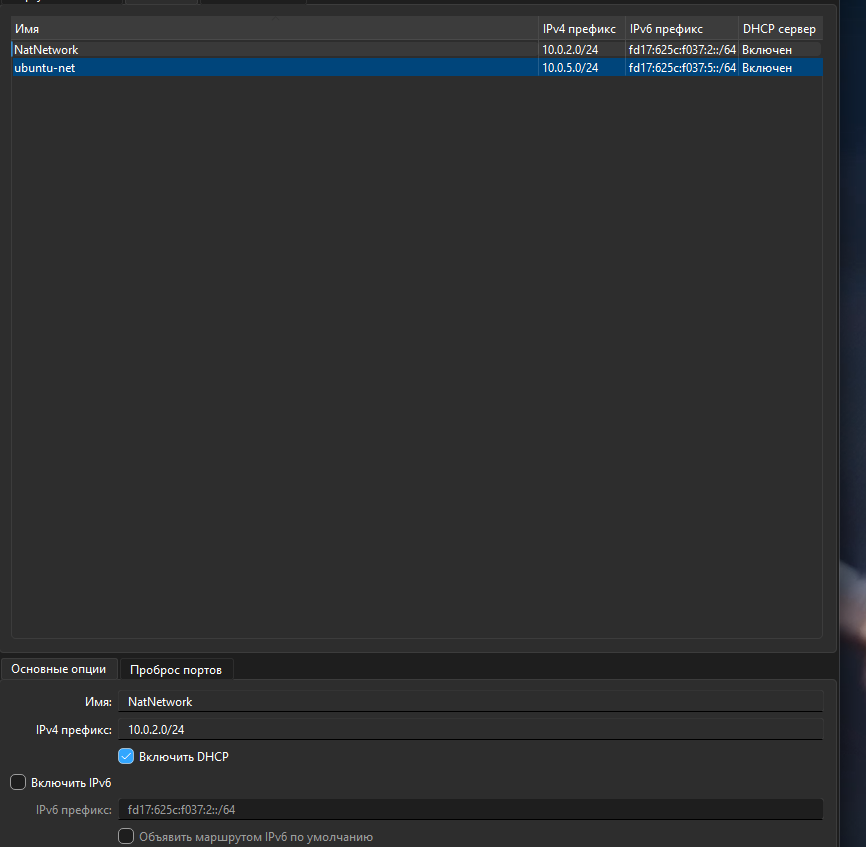 Имя IPv4 префикс IPv6 префикс DHCP сервер
NatNetwork 10.0.2.0/24 fd17:625c:f037:2::/64 Включен
ubuntu-net 10.0.5.0/24 fd17:625c:f037:5::/64 Включен
Основные опции Проброс портов
Имя: NatNetwork
IPv4 префикс: 10.0.2.0/24
Включить DHCP
Включить IPv6
IPv6 префикс: fd17:625c:f037:2::/64
Объявить маршрутом IPv6 по умолчанию